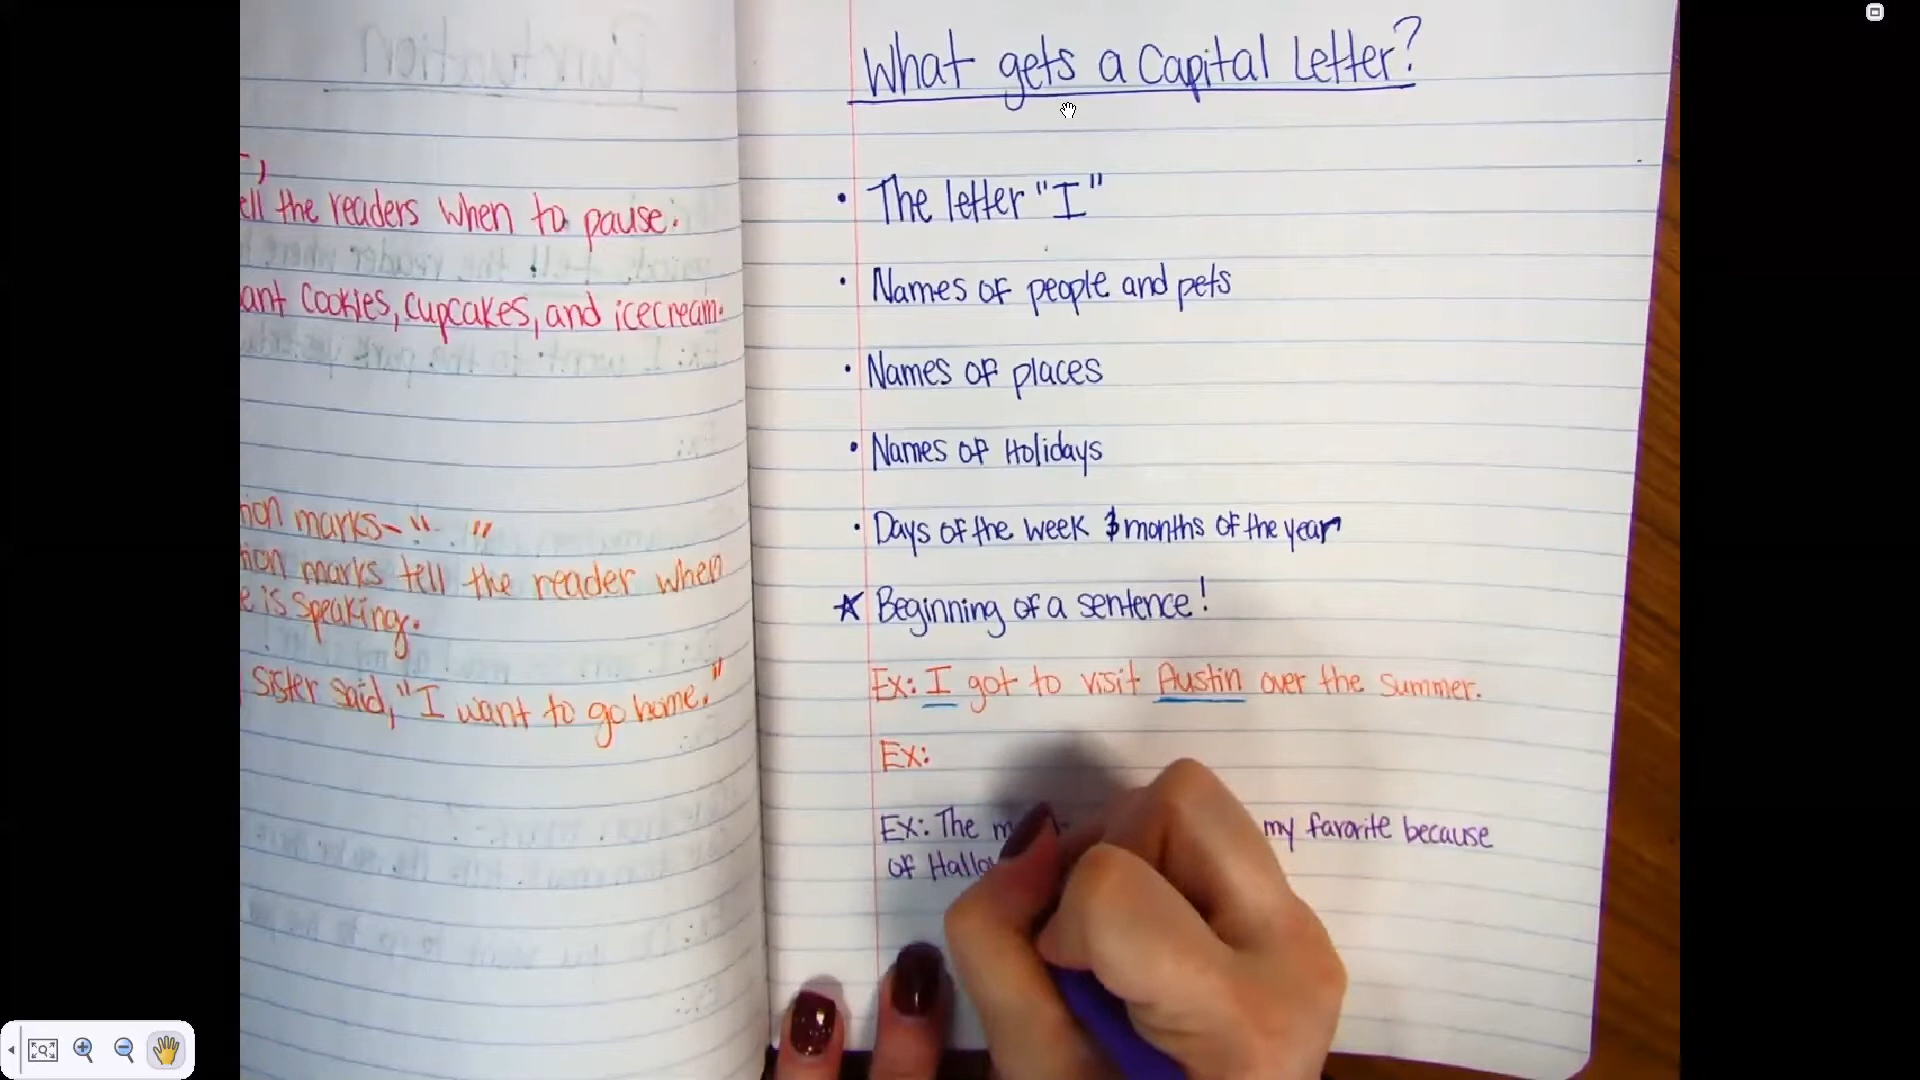 ell the readers when to pause.
ant cookies, cupcakes, and icecream.
ion marks- " "
ion marks tell the reader when
e is speaking.
sister said, "I want to go home."
What gets a Capital Letter?
• The letter "I"
• Names of people and pets
• Names of places
• Names of Holidays
• Days of the week & months of the year
☆ Beginning of a sentence!
Ex: I got to visit Austin over the summer.
Ex:
Ex: The my favorite because
of